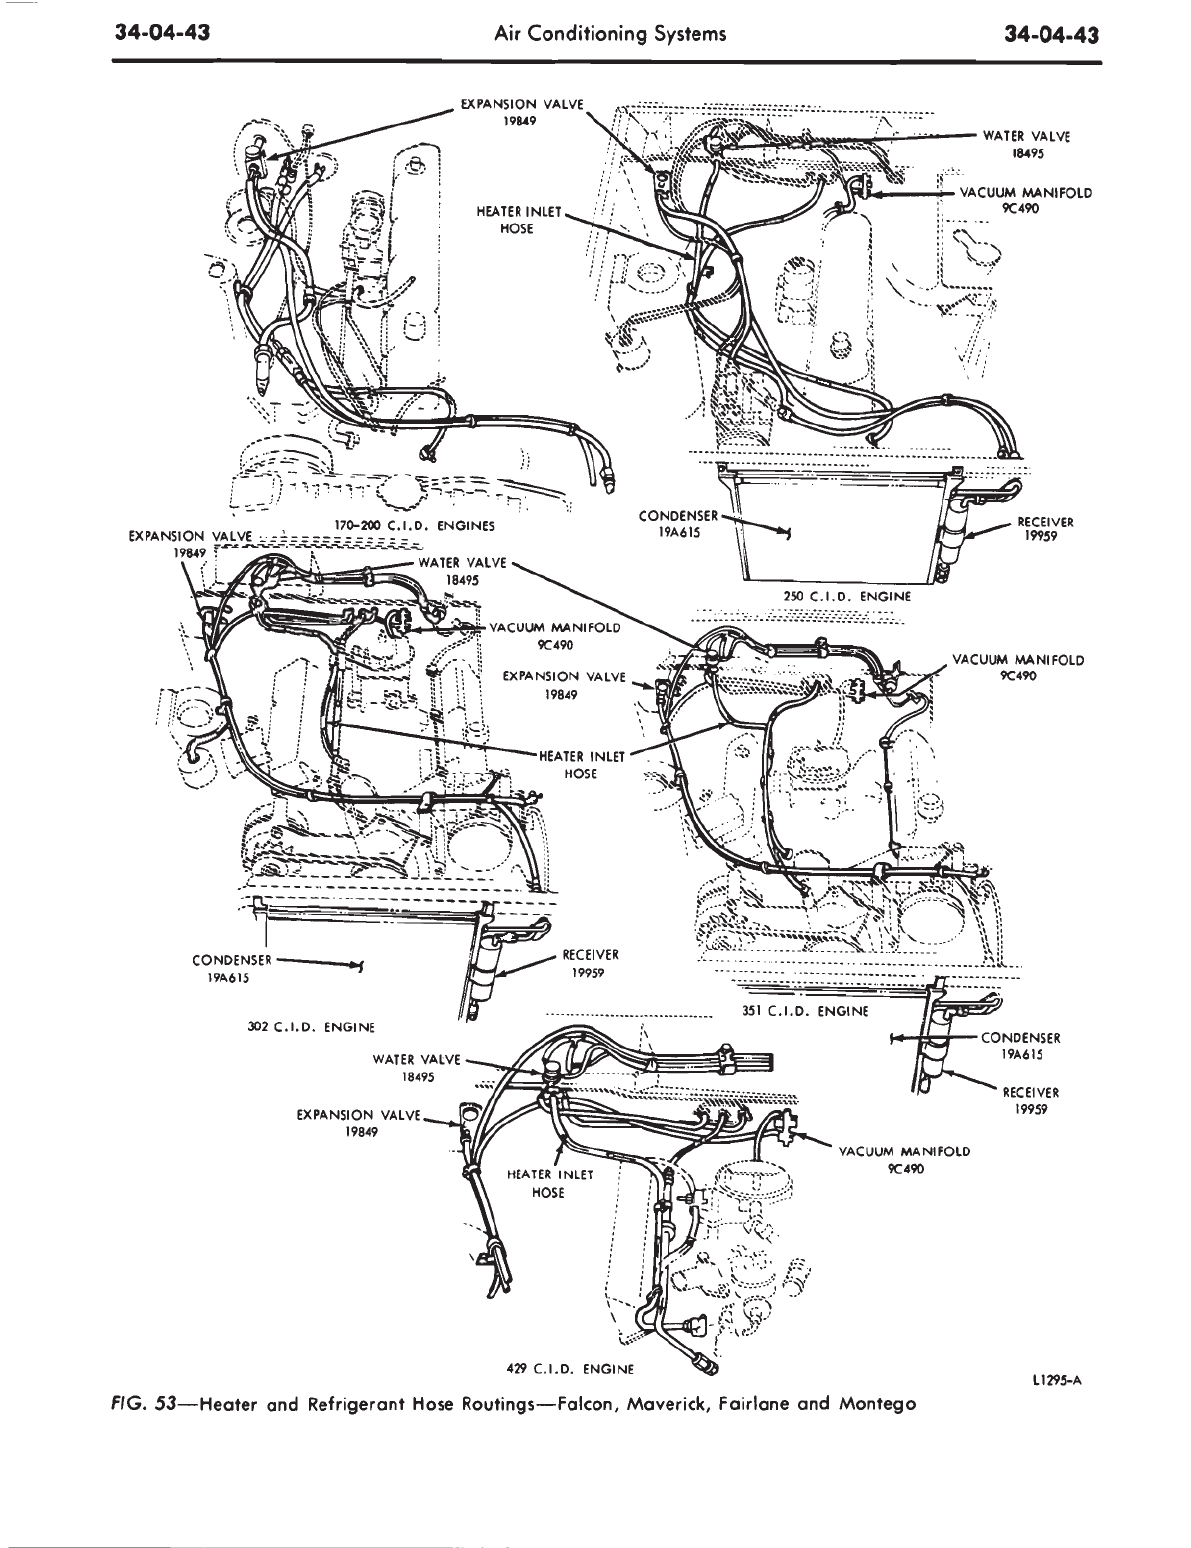 34-04-43 Air Conditioning Systems 34-04-43
EXPANSION VALVE
19849
WATER VALVE
18495
VACUUM MANIFOLD
9C490
HEATER INLET
HOSE
170-200 C.I.D. ENGINES
CONDENSER
19A615
RECEIVER
19959
250 C.I.D. ENGINE
EXPANSION VALVE
19849
WATER VALVE
18495
VACUUM MANIFOLD
9C490
EXPANSION VALVE
19849
VACUUM MANIFOLD
9C490
HEATER INLET
HOSE
CONDENSER
19A615
RECEIVER
19959
302 C.I.D. ENGINE
351 C.I.D. ENGINE
CONDENSER
19A615
RECEIVER
19959
WATER VALVE
18495
EXPANSION VALVE
19849
HEATER INLET
HOSE
VACUUM MANIFOLD
9C490
429 C.I.D. ENGINE
L1295-A
FIG. 53—Heater and Refrigerant Hose Routings—Falcon, Maverick, Fairlane and Montego